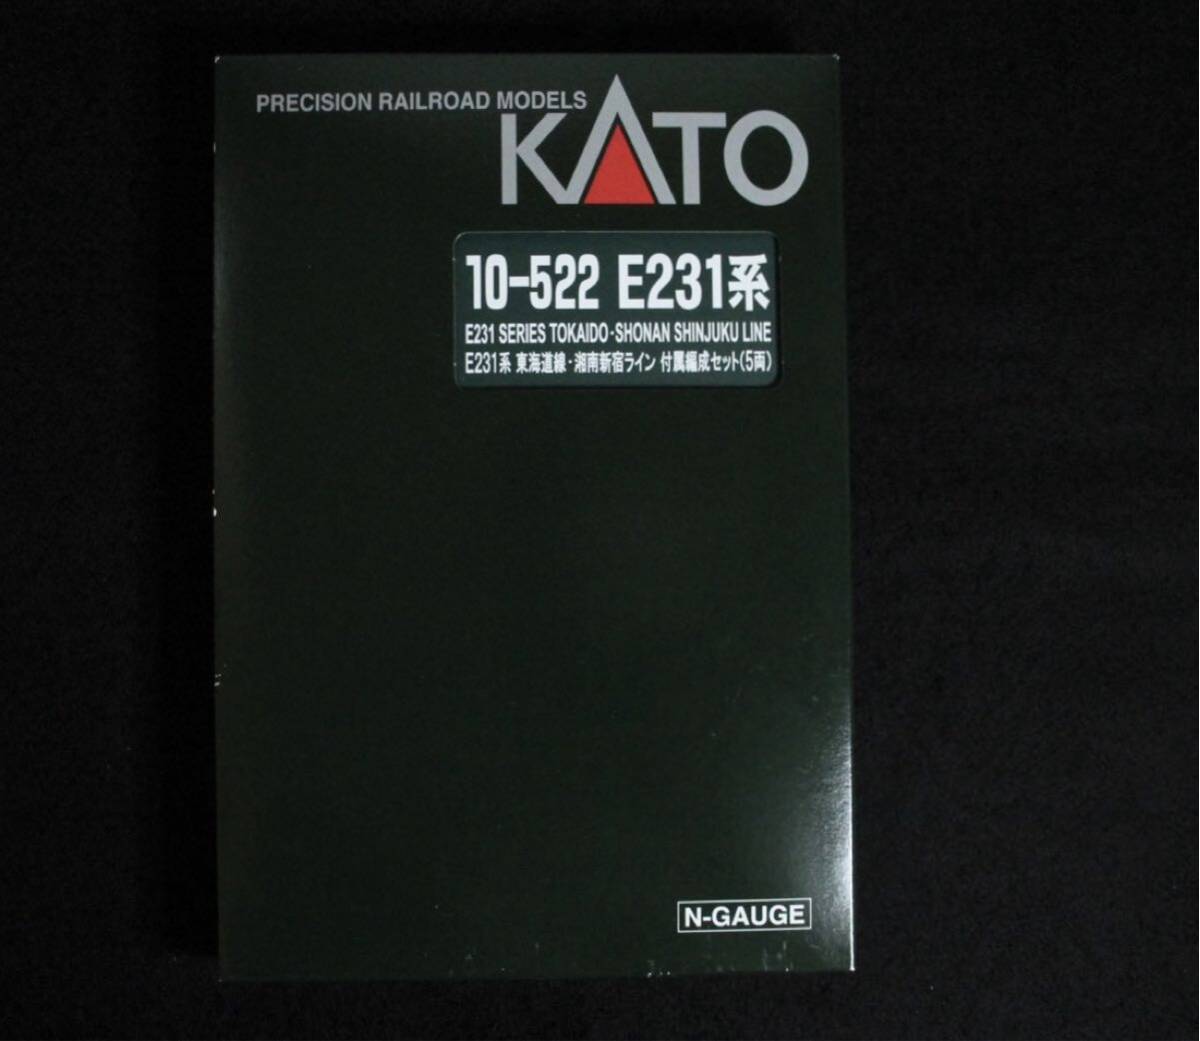 PRECISION RAILROAD MODELS
KATO
10-522 E231系
E231 SERIES TOKAIDO·SHONAN SHINJUKU LINE
E231系 東海道線・湘南新宿ライン 付属編成セット(5両)
N-GAUGE